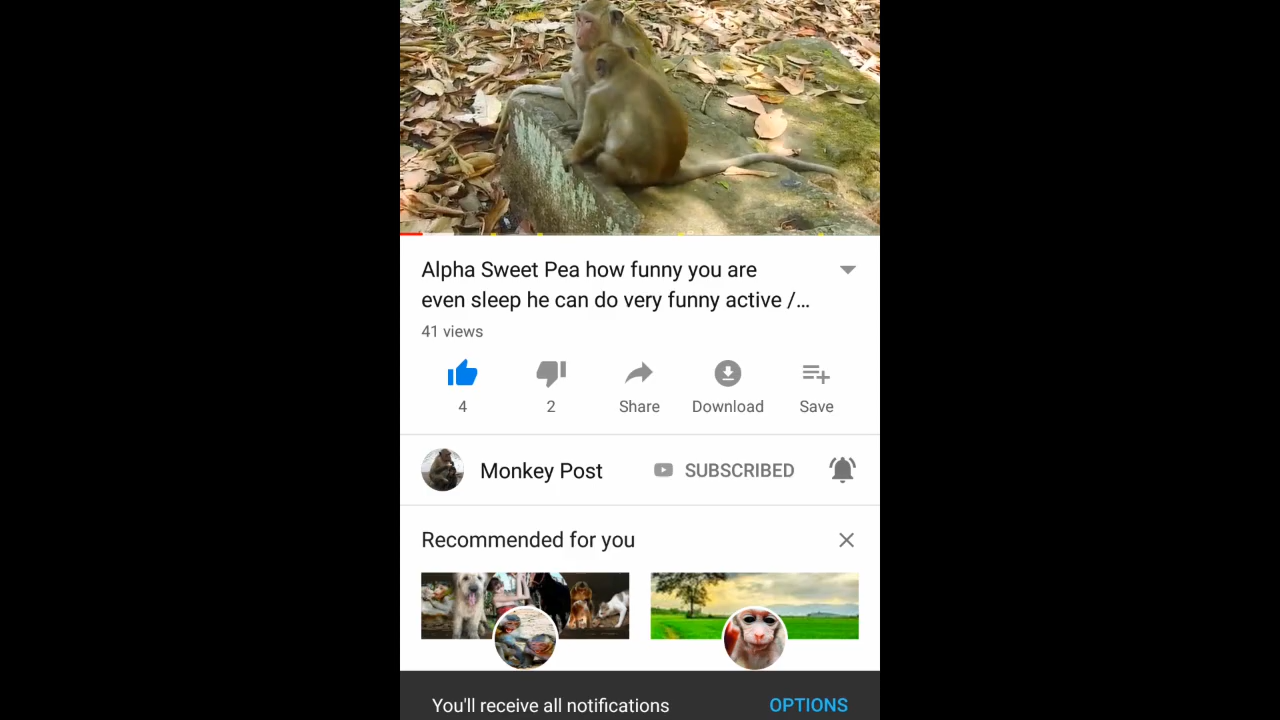 Alpha Sweet Pea how funny you are
even sleep he can do very funny active /...
41 views
4 2 Share Download Save
Monkey Post SUBSCRIBED
Recommended for you
You'll receive all notifications OPTIONS